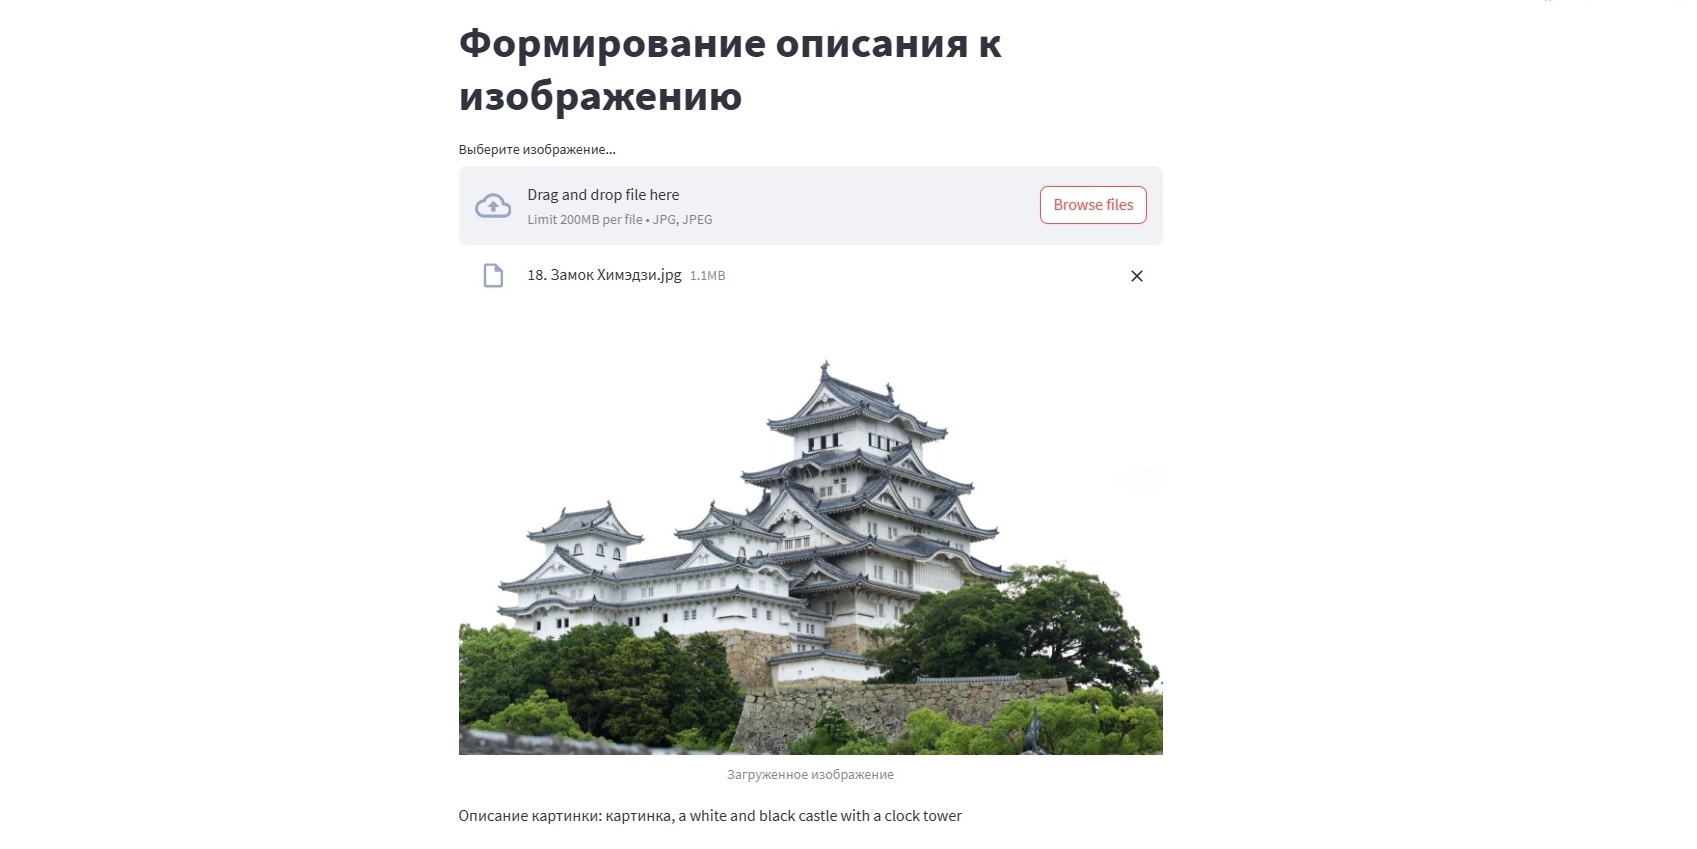 Формирование описания к
изображению
Выберите изображение...
Drag and drop file here
Limit 200MB per file • JPG, JPEG
Browse files
18. Замок Химэдзи.jpg 1.1MB
Загруженное изображение
Описание картинки: картинка, a white and black castle with a clock tower